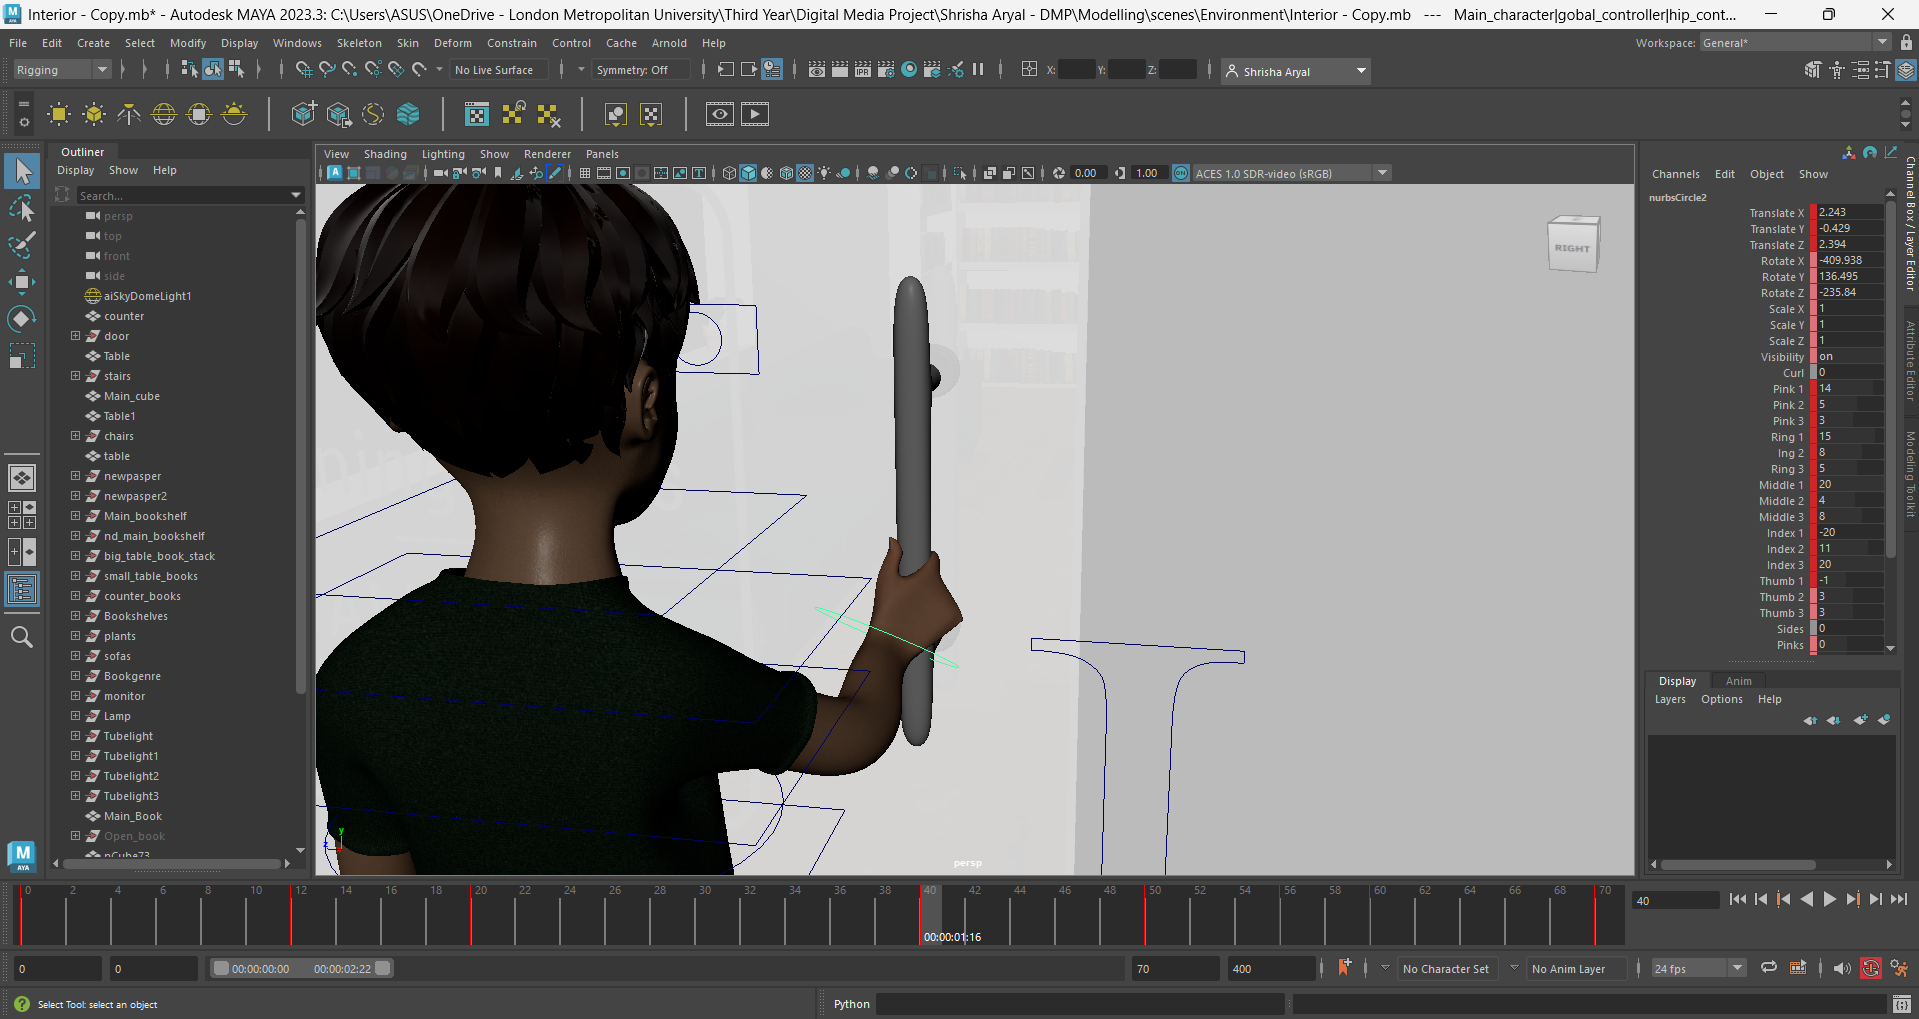 Interior - Copy.mb* - Autodesk MAYA 2023.3: C:\Users\ASUS\OneDrive - London Metropolitan University\Third Year\Digital Media Project\Shrisha Aryal - DMP\Modelling\scenes\Environment\Interior - Copy.mb   ---   Main_character|gobal_controller|hip_cont...
File Edit Create Select Modify Display Windows Skeleton Skin Deform Constrain Control Cache Arnold Help
Workspace: General*
Rigging
No Live Surface
Symmetry: Off
IPR
X: Y: Z:
Shrisha Aryal
Outliner
Display Show Help
Search...
persp
top
front
side
aiSkyDomeLight1
counter
door
Table
stairs
Main_cube
Table1
chairs
table
newpasper
newpasper2
Main_bookshelf
nd_main_bookshelf
big_table_book_stack
small_table_books
counter_books
Bookshelves
plants
sofas
Bookgenre
monitor
Lamp
Tubelight
Tubelight1
Tubelight2
Tubelight3
Main_Book
Open_book
pCube73
View Shading Lighting Show Renderer Panels
0.00
1.00
ACES 1.0 SDR-video (sRGB)
RIGHT
persp
y
z
Channels Edit Object Show
nurbsCircle2
Translate X 2.243
Translate Y -0.429
Translate Z 2.394
Rotate X -409.938
Rotate Y 136.495
Rotate Z -235.84
Scale X 1
Scale Y 1
Scale Z 1
Visibility on
Curl 0
Pink 1 14
Pink 2 5
Pink 3 3
Ring 1 15
Ing 2 8
Ring 3 5
Middle 1 20
Middle 2 4
Middle 3 8
Index 1 -20
Index 2 11
Index 3 20
Thumb 1 -1
Thumb 2 3
Thumb 3 3
Sides 0
Pinks 0
Channel Box / Layer Editor
Attribute Editor
Modeling Toolkit
Display Anim
Layers Options Help
M
AYA
0 2 4 6 8 10 12 14 16 18 20 22 24 26 28 30 32 34 36 38 40 42 44 46 48 50 52 54 56 58 60 62 64 66 68 70
00:00:01:16
40
0
0
00:00:00:00
00:00:02:22
70
400
No Character Set
No Anim Layer
24 fps
Select Tool: select an object
Python